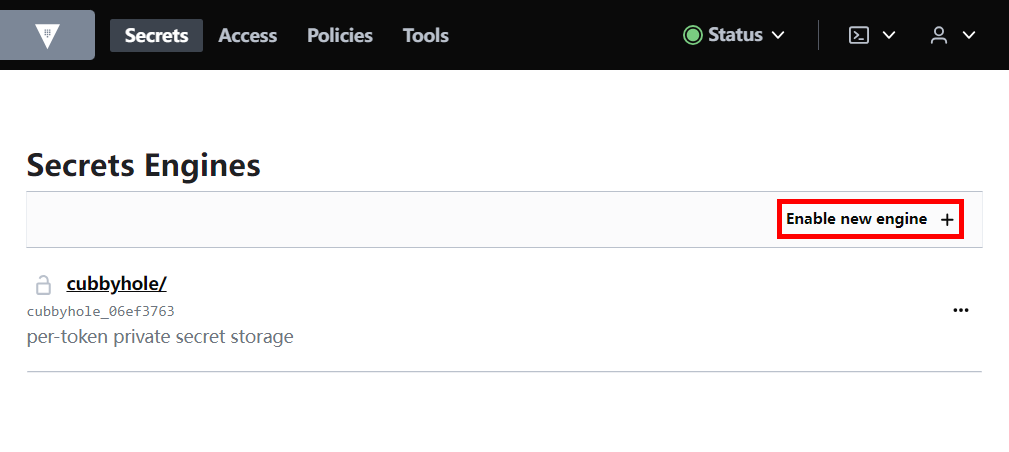 Secrets Access Policies Tools Status
Secrets Engines
Enable new engine +
cubbyhole/
cubbyhole_06ef3763
per-token private secret storage